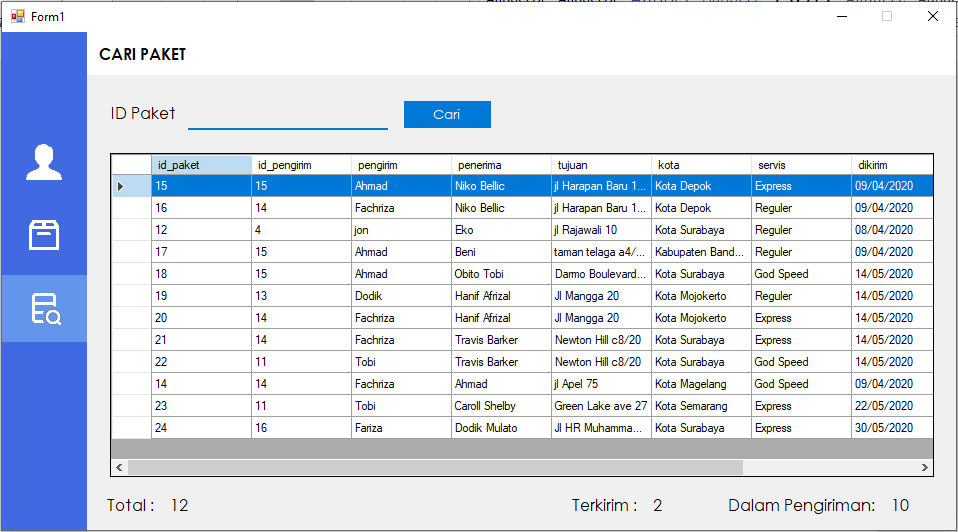 Form1
CARI PAKET
ID Paket Cari
id_paket id_pengirim pengirim penerima tujuan kota servis dikirim
15 15 Ahmad Niko Bellic jl Harapan Baru 1... Kota Depok Express 09/04/2020
16 14 Fachriza Niko Bellic jl Harapan Baru 1... Kota Depok Reguler 09/04/2020
12 4 jon Eko jl Rajawali 10 Kota Surabaya Reguler 08/04/2020
17 15 Ahmad Beni taman telaga a4/... Kabupaten Band... Reguler 09/04/2020
18 15 Ahmad Obito Tobi Darmo Boulevard... Kota Surabaya God Speed 14/05/2020
19 13 Dodik Hanif Afrizal Jl Mangga 20 Kota Mojokerto Reguler 14/05/2020
20 14 Fachriza Hanif Afrizal Jl Mangga 20 Kota Mojokerto Express 14/05/2020
21 14 Fachriza Travis Barker Newton Hill c8/20 Kota Surabaya Express 14/05/2020
22 11 Tobi Travis Barker Newton Hill c8/20 Kota Surabaya God Speed 14/05/2020
14 14 Fachriza Ahmad jl Apel 75 Kota Magelang God Speed 09/04/2020
23 11 Tobi Caroll Shelby Green Lake ave 27 Kota Semarang Express 22/05/2020
24 16 Fariza Dodik Mulato Jl HR Muhamma... Kota Surabaya Express 30/05/2020
Total : 12 Terkirim : 2 Dalam Pengiriman: 10